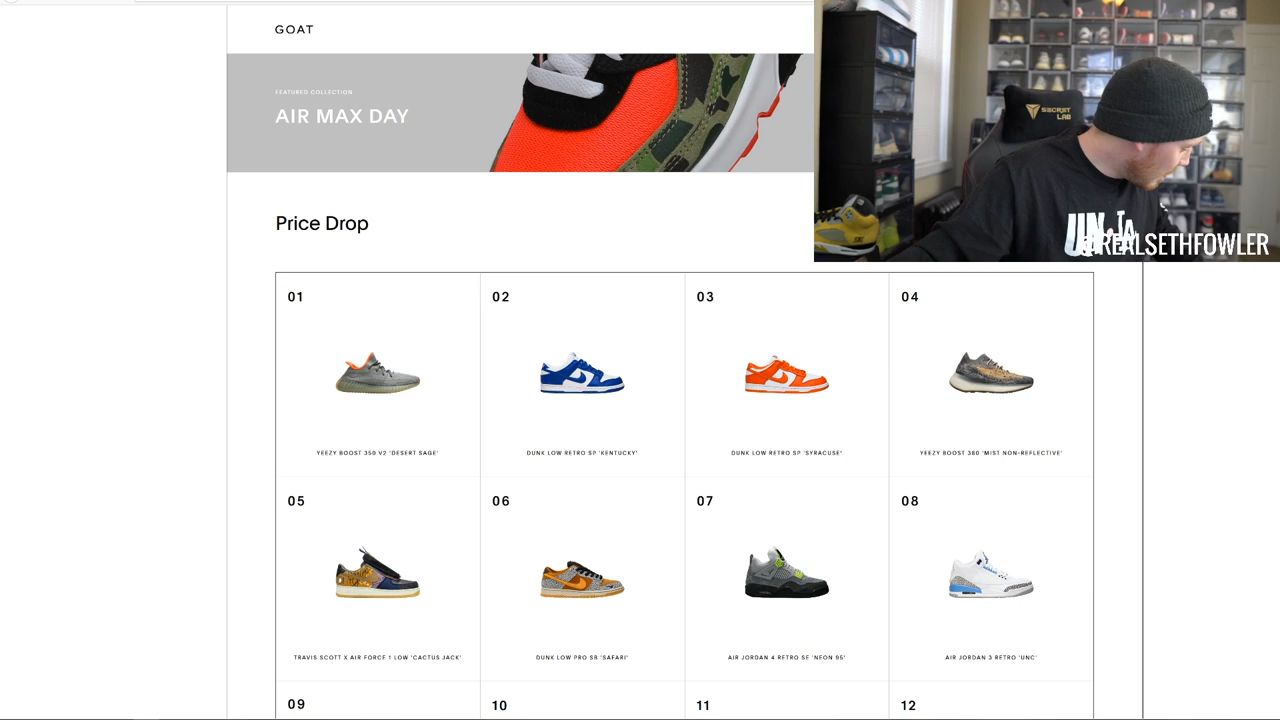 GOAT
FEATURED COLLECTION
AIR MAX DAY
SECRET
LAB
@REALSETHFOWLER
Price Drop
01
02
03
04
YEEZY BOOST 350 V2 'DESERT SAGE'
DUNK LOW RETRO SP 'KENTUCKY'
DUNK LOW RETRO SP 'SYRACUSE'
YEEZY BOOST 380 'MIST NON-REFLECTIVE'
05
06
07
08
TRAVIS SCOTT X AIR FORCE 1 LOW 'CACTUS JACK'
DUNK LOW PRO SB 'SAFARI'
AIR JORDAN 4 RETRO SE 'NEON 95'
AIR JORDAN 3 RETRO 'UNC'
09
10
11
12